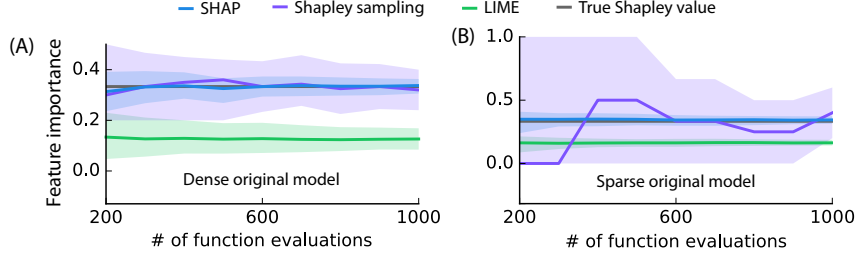 SHAP Shapley sampling LIME True Shapley value
(A)
Feature importance
0.4
0.2
0.0
Dense original model
200 600 1000
# of function evaluations
(B)
1.0
0.5
0.0
Sparse original model
200 600 1000
# of function evaluations